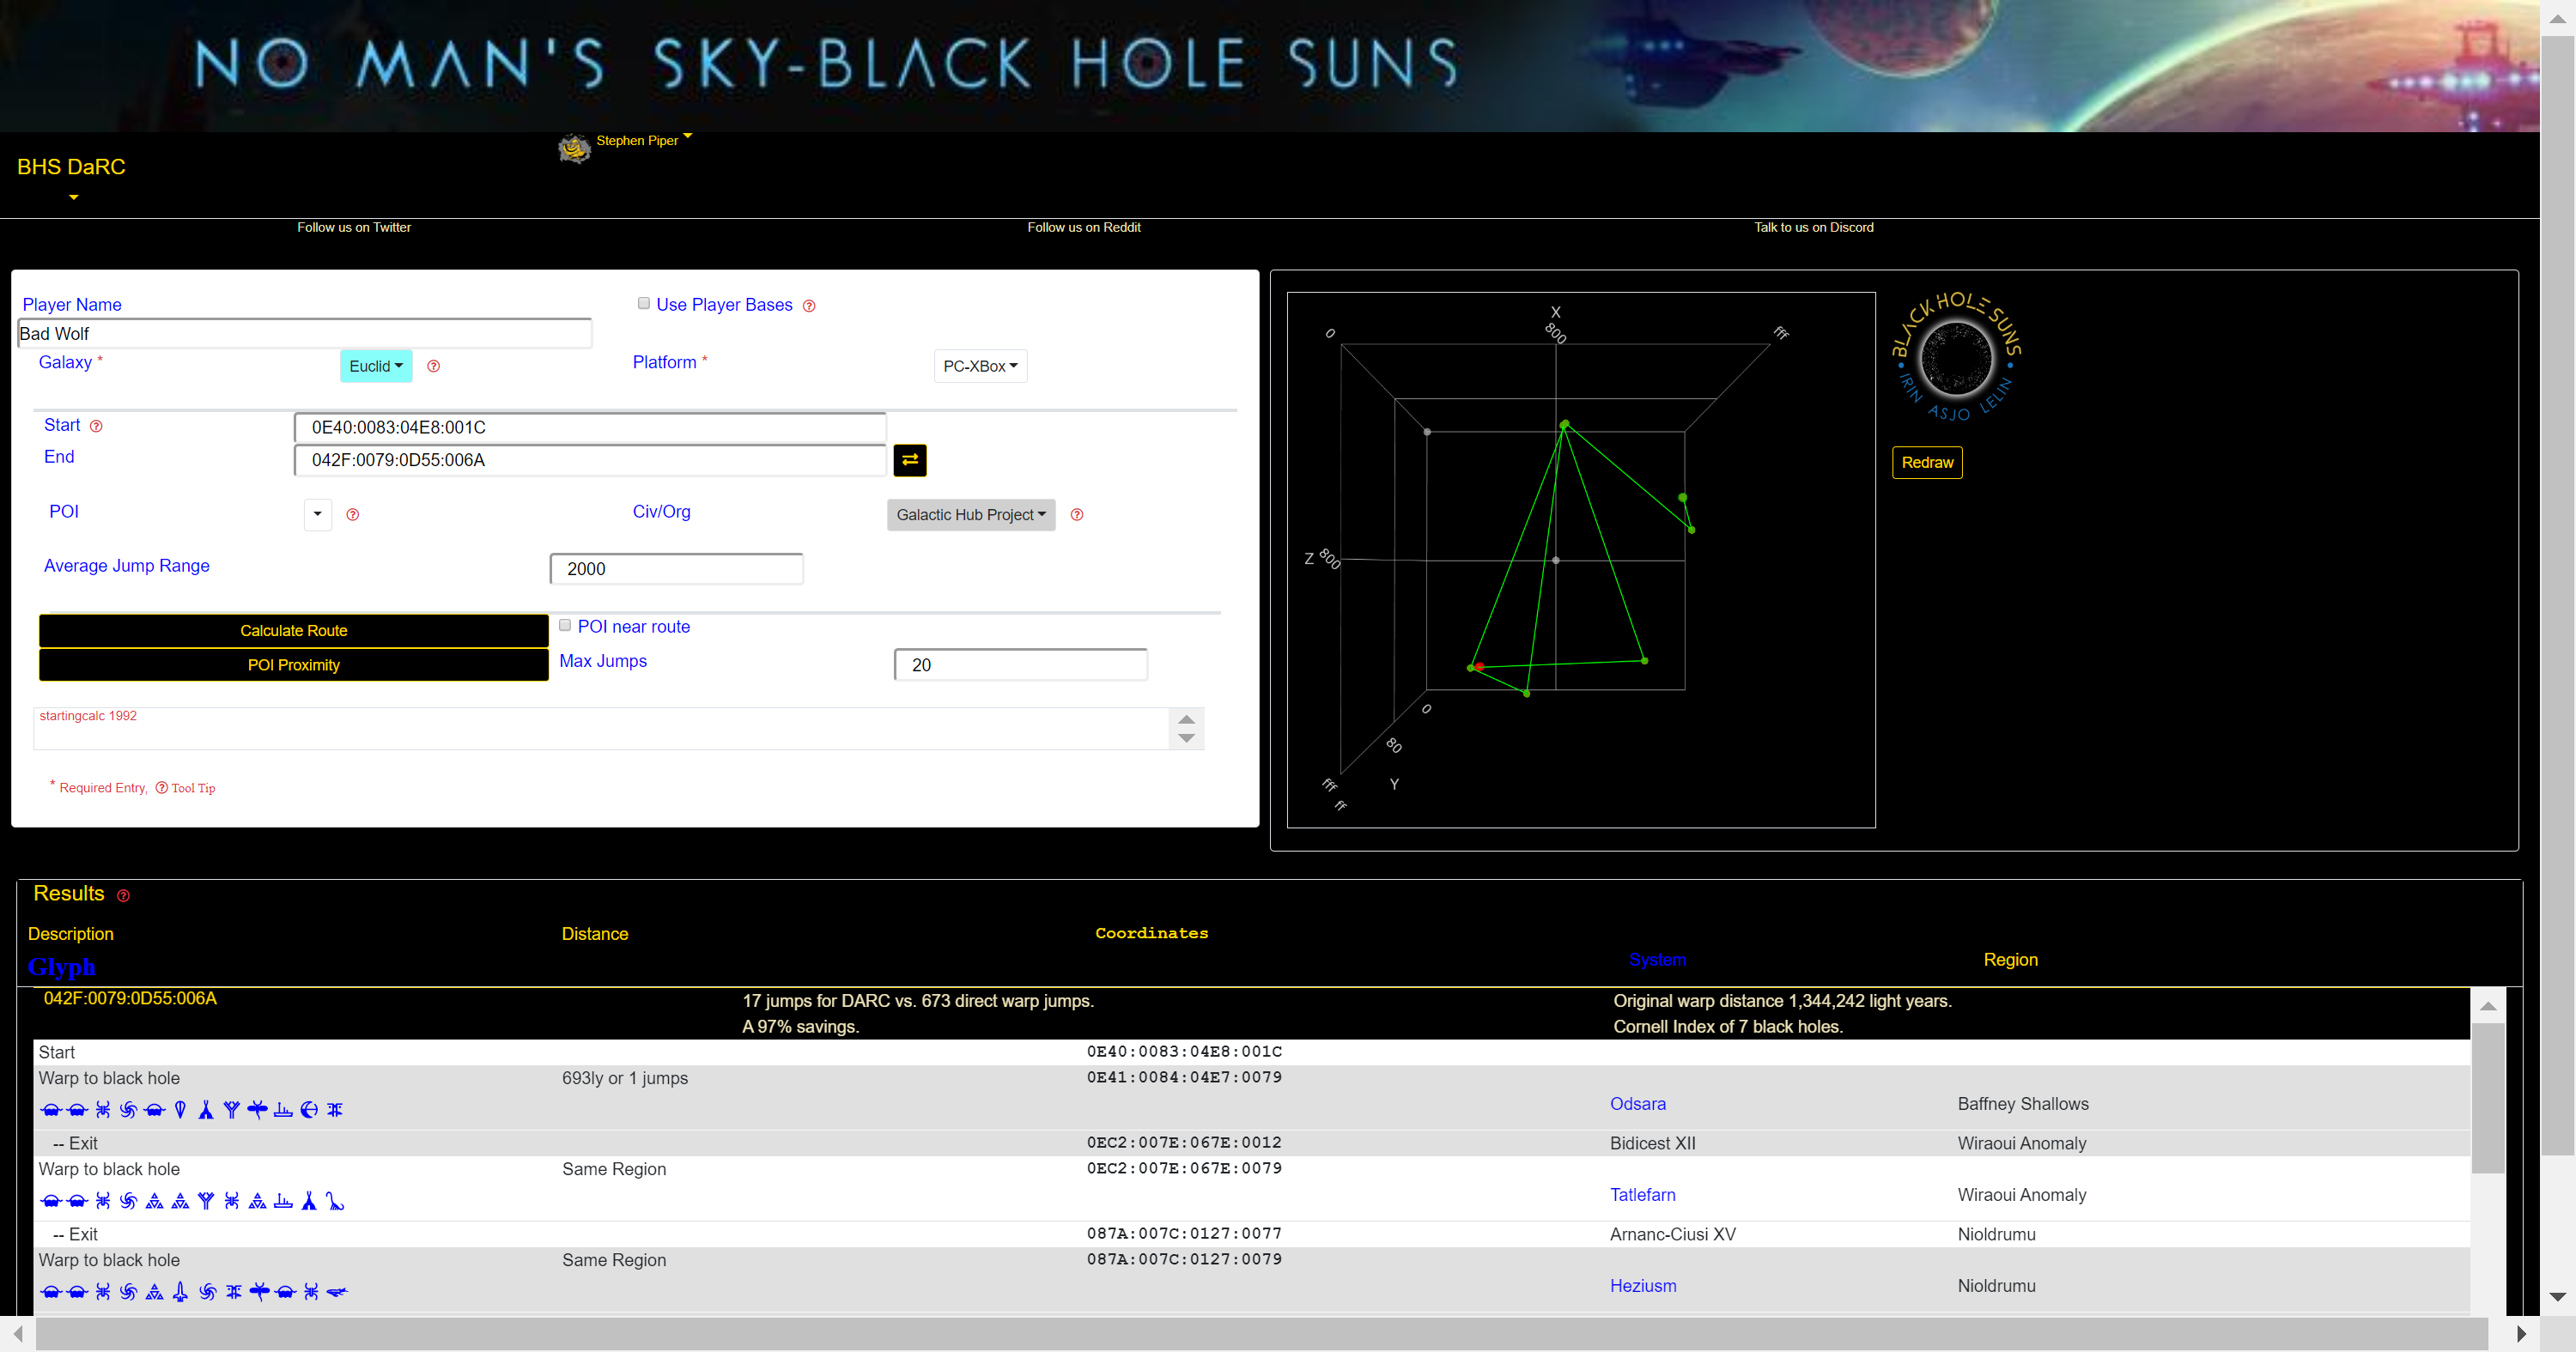 NO MAN'S SKY-BLACK HOLE SUNS
Stephen Piper
BHS DaRC
Follow us on Twitter
Follow us on Reddit
Talk to us on Discord
Player Name
Use Player Bases
Bad Wolf
Galaxy *
Euclid
Platform *
PC-XBox
Start
0E40:0083:04E8:001C
End
042F:0079:0D55:006A
POI
Civ/Org
Galactic Hub Project
Average Jump Range
2000
Calculate Route
POI near route
POI Proximity
Max Jumps
20
startingcalc 1992
* Required Entry, Tool Tip
X
0
800
fff
Z 800
0
80
Y
fff
ff
BLACK HOLE SUNS
IRIN ASJO LELIN
Redraw
Results
Description
Distance
Coordinates
Glyph
System
Region
042F:0079:0D55:006A
17 jumps for DARC vs. 673 direct warp jumps.
A 97% savings.
Original warp distance 1,344,242 light years.
Cornell Index of 7 black holes.
Start
0E40:0083:04E8:001C
Warp to black hole
693ly or 1 jumps
0E41:0084:04E7:0079
Odsara
Baffney Shallows
-- Exit
0EC2:007E:067E:0012
Bidicest XII
Wiraoui Anomaly
Warp to black hole
Same Region
0EC2:007E:067E:0079
Tatlefarn
Wiraoui Anomaly
-- Exit
087A:007C:0127:0077
Arnanc-Ciusi XV
Nioldrumu
Warp to black hole
Same Region
087A:007C:0127:0079
Heziusm
Nioldrumu